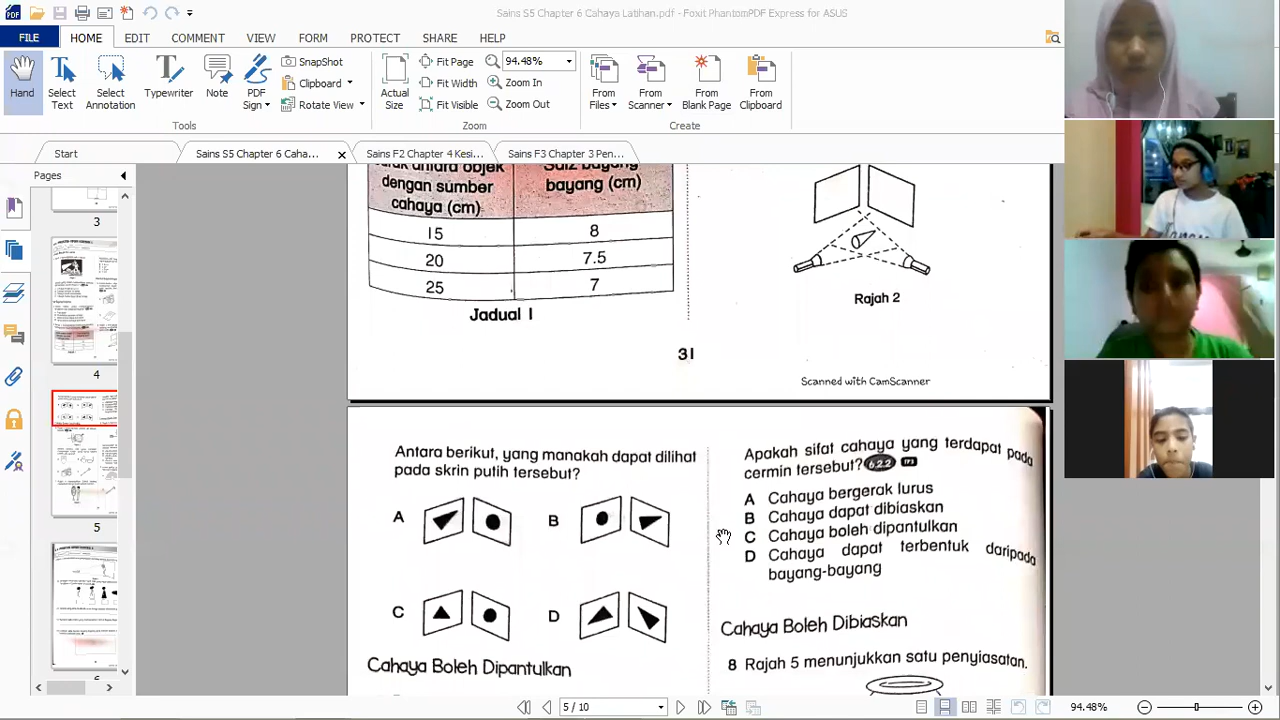 Sains S5 Chapter 6 Cahaya Latihan.pdf - Foxit PhantomPDF Express for ASUS
FILE HOME EDIT COMMENT VIEW FORM PROTECT SHARE HELP
Hand
Select Text
Select Annotation
Typewriter
Note
PDF Sign
SnapShot
Clipboard
Rotate View
Tools
Actual Size
Fit Page
Fit Width
Fit Visible
94.48%
Zoom In
Zoom Out
Zoom
From Files
From Scanner
From Blank Page
From Clipboard
Create
Start
Sains S5 Chapter 6 Caha...
Sains F2 Chapter 4 Kesi...
Sains F3 Chapter 3 Pen...
Pages
3
4
5
antara objek
dengan sumber
cahaya (cm)
bayang (cm)
15 8
20 7.5
25 7
Jadual 1
Rajah 2
31
Scanned with CamScanner
Antara berikut, yang manakah dapat dilihat
pada skrin putih tersebut?
A
B
C
D
Cahaya Boleh Dipantulkan
Apakah sifat cahaya yang terdapat pada
cermin tersebut? 6.2.2
A Cahaya bergerak lurus
B Cahaya dapat dibiaskan
C Cahaya boleh dipantulkan
D Cahaya dapat terbentuk daripada
bayang-bayang
Cahaya Boleh Dibiaskan
8 Rajah 5 menunjukkan satu penyiasatan.
5 / 10
94.48%